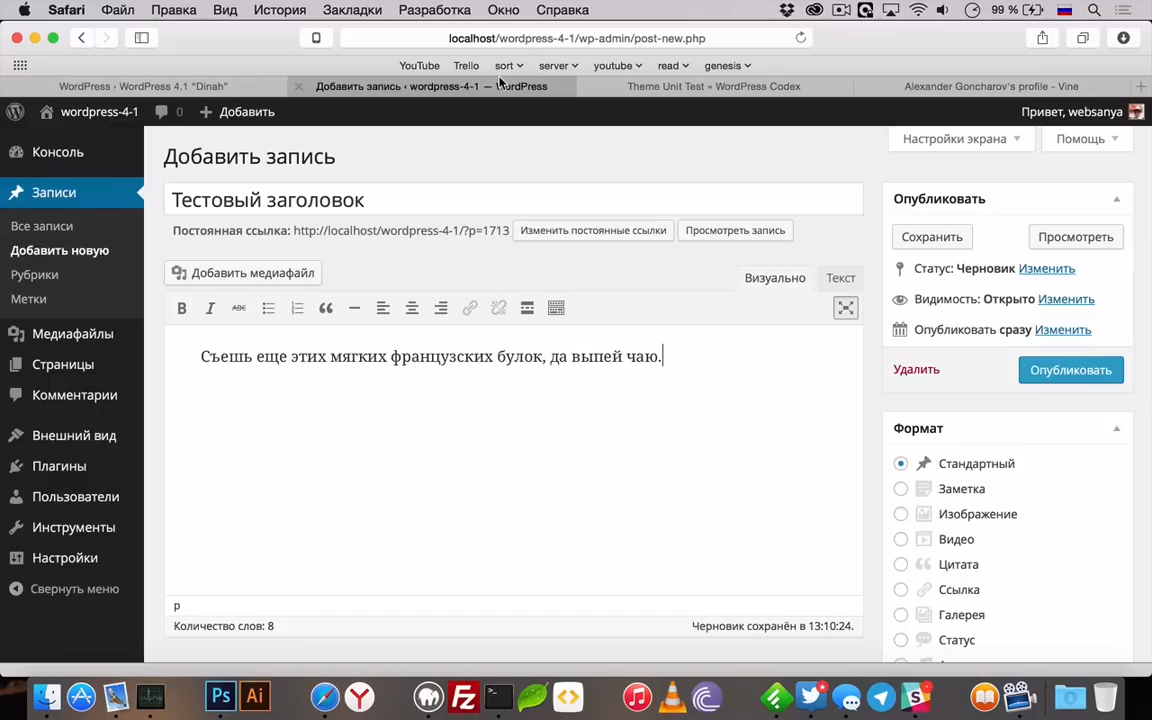 Safari Файл Правка Вид История Закладки Разработка Окно Справка 99 %
localhost/wordpress-4-1/wp-admin/post-new.php
YouTube Trello sort server youtube read genesis
WordPress › WordPress 4.1 "Dinah" Добавить запись ‹ wordpress-4-1 — WordPress Theme Unit Test « WordPress Codex Alexander Goncharov's profile - Vine
wordpress-4-1 0 Добавить Привет, websanya
Настройки экрана Помощь
Консоль
Записи
Все записи
Добавить новую
Рубрики
Метки
Медиафайлы
Страницы
Комментарии
Внешний вид
Плагины
Пользователи
Инструменты
Настройки
Свернуть меню
Добавить запись
Тестовый заголовок
Постоянная ссылка: http://localhost/wordpress-4-1/?p=1713 Изменить постоянные ссылки Просмотреть запись
Добавить медиафайл
Визуально Текст
B I ABC
Съешь еще этих мягких французских булок, да выпей чаю.
p
Количество слов: 8 Черновик сохранён в 13:10:24.
Опубликовать
Сохранить Просмотреть
Статус: Черновик Изменить
Видимость: Открыто Изменить
Опубликовать сразу Изменить
Удалить Опубликовать
Формат
Стандартный
Заметка
Изображение
Видео
Цитата
Ссылка
Галерея
Статус
Ps Ai